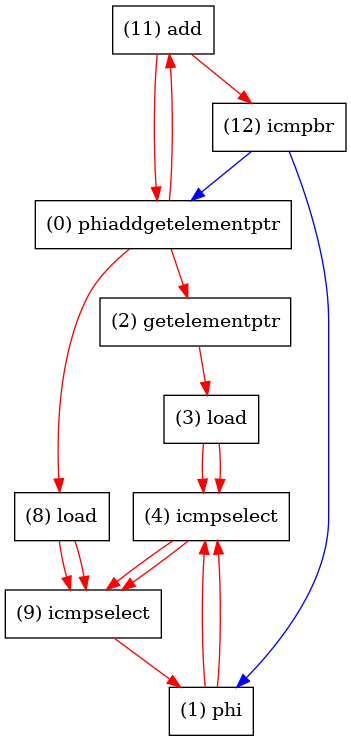 (11) add
(12) icmpbr
(0) phiaddgetelementptr
(2) getelementptr
(3) load
(8) load
(4) icmpselect
(9) icmpselect
(1) phi